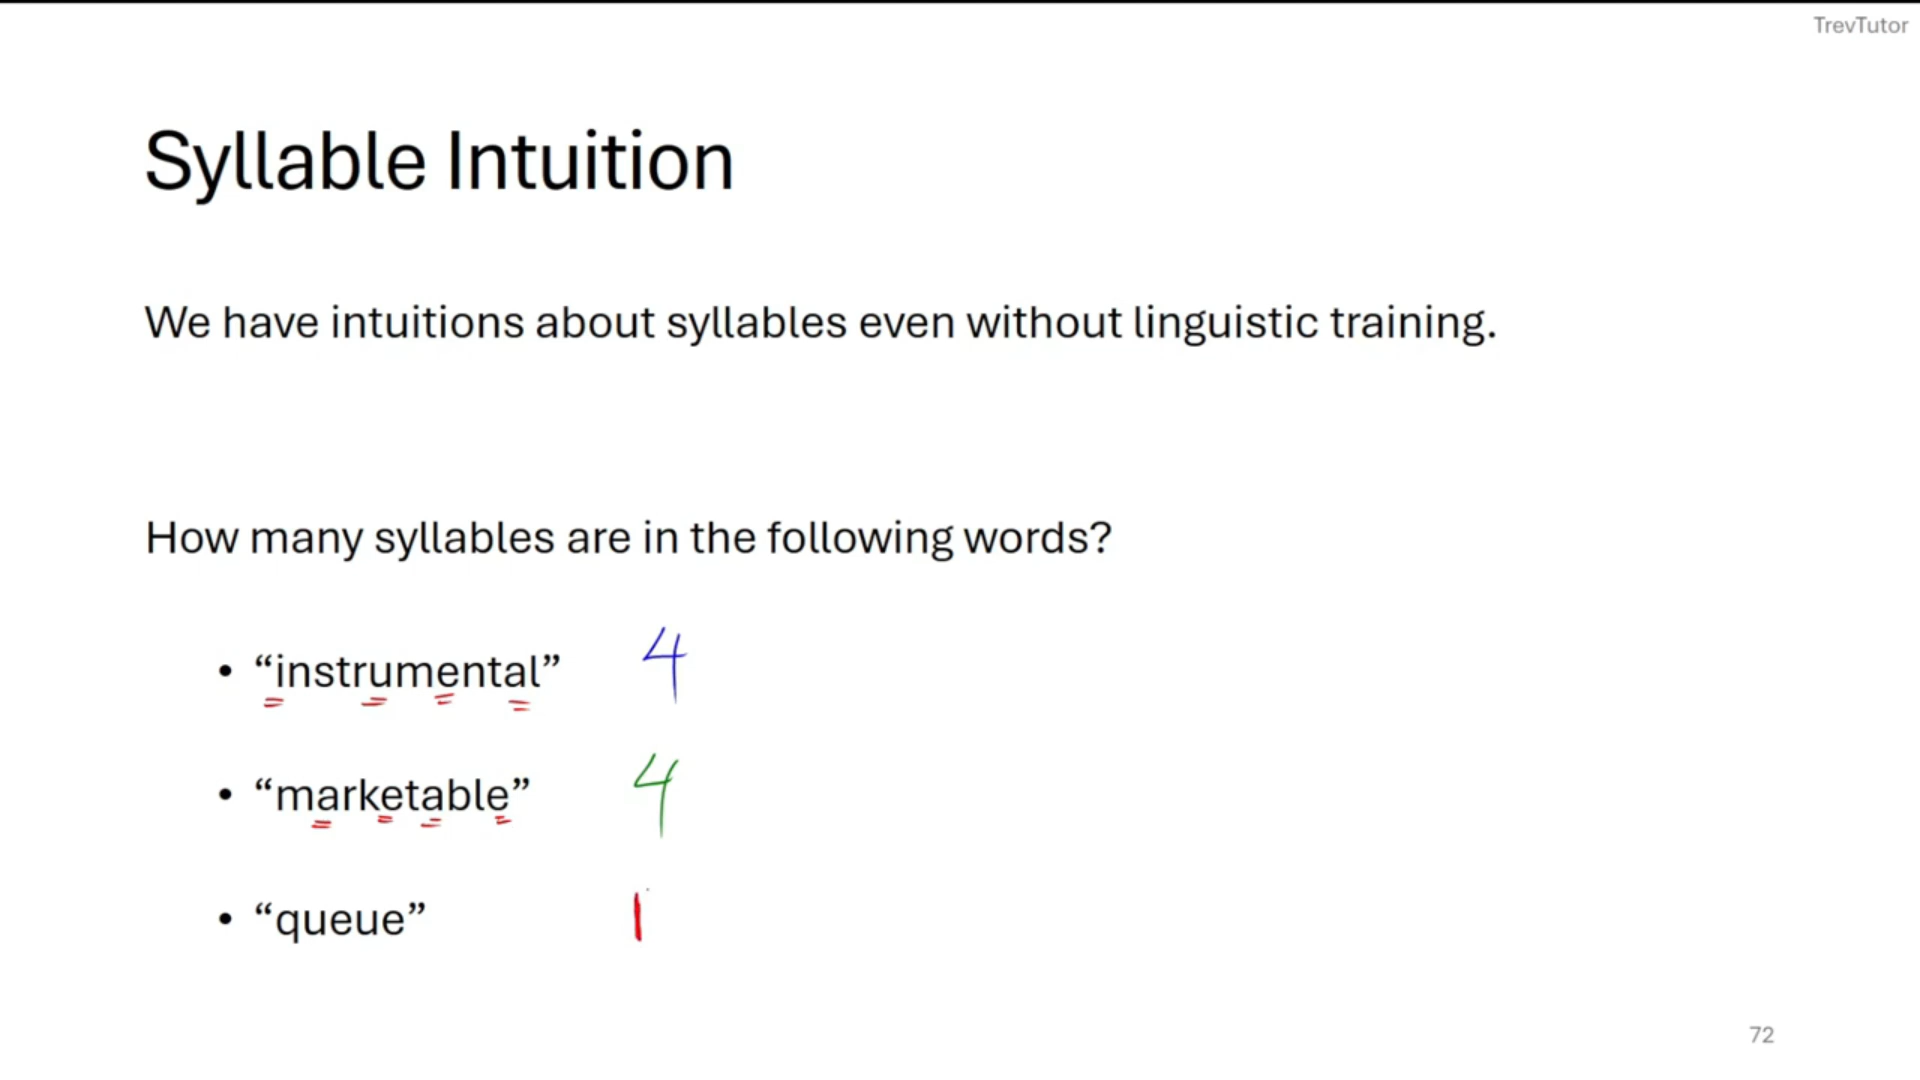 TrevTutor
Syllable Intuition
We have intuitions about syllables even without linguistic training.
How many syllables are in the following words?
• “instrumental” 4
• “marketable” 4
• “queue” 1
72